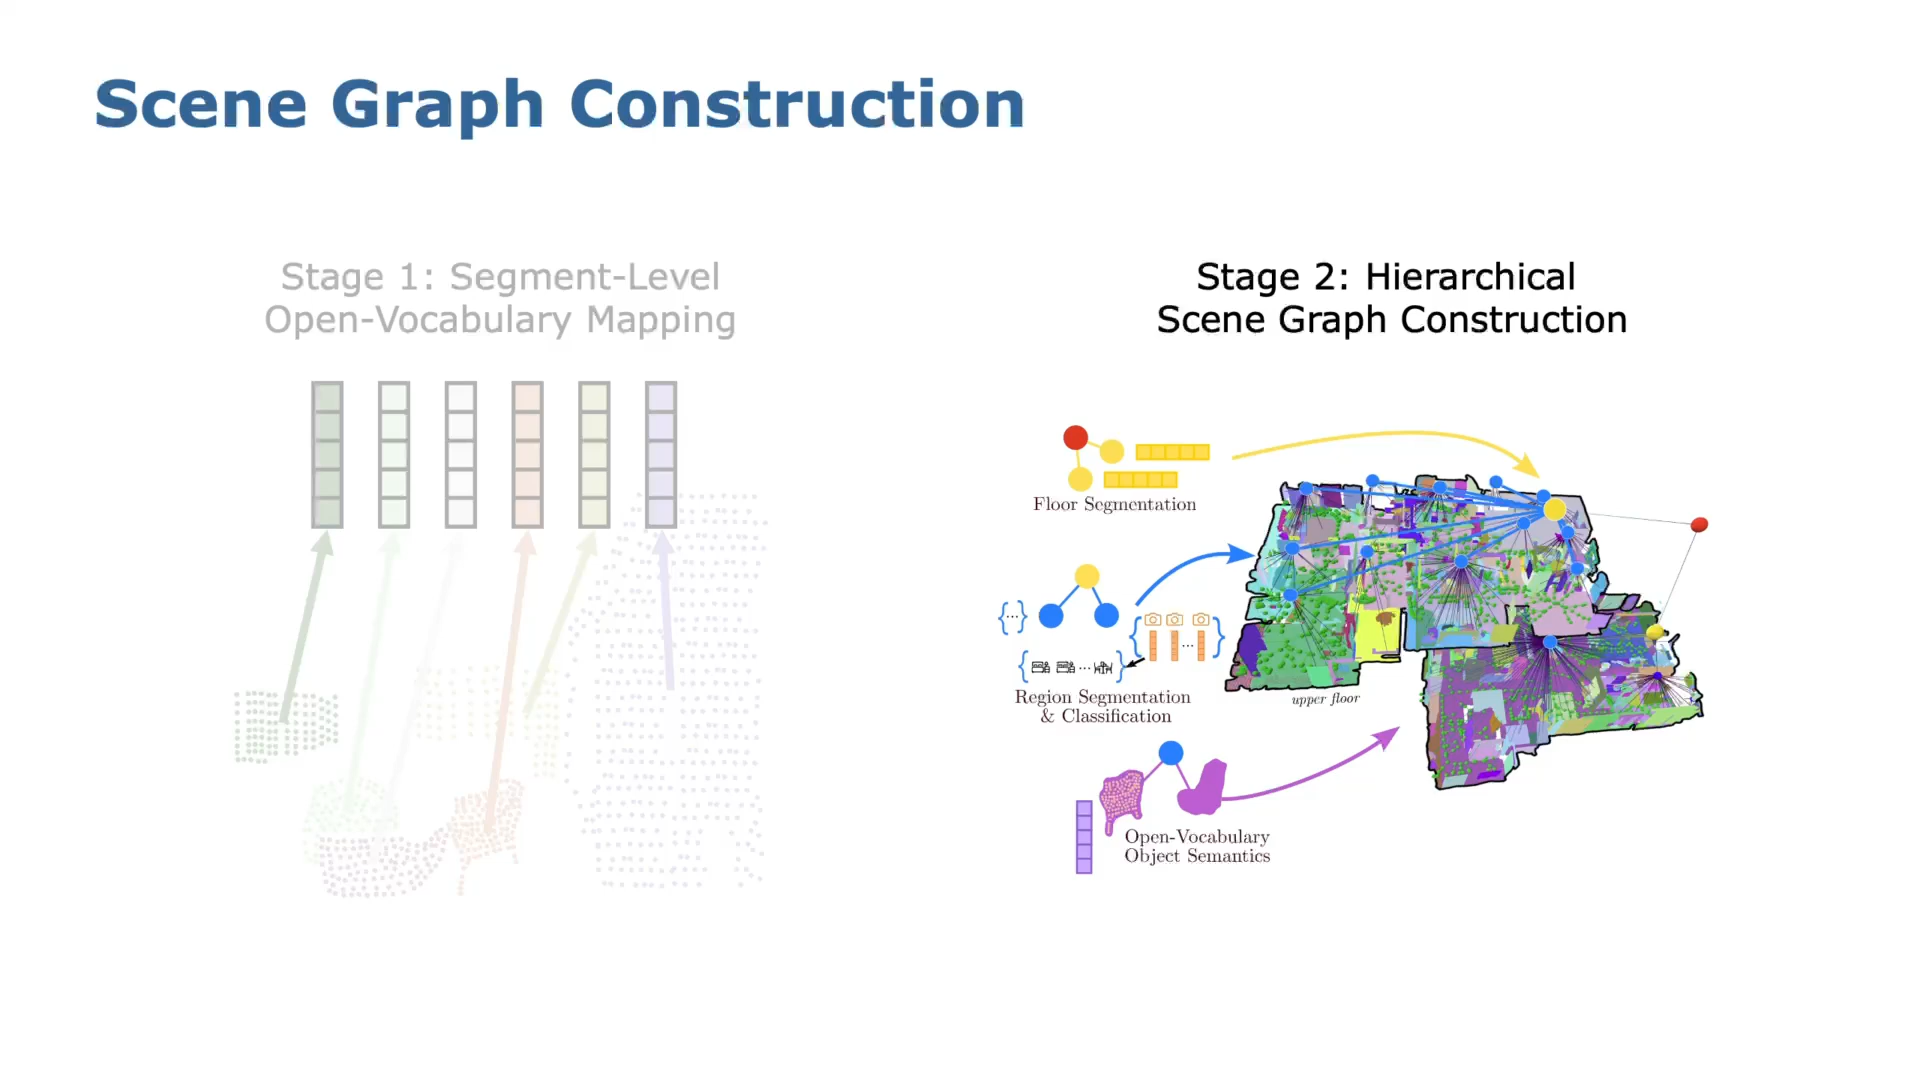 Scene Graph Construction
Stage 1: Segment-Level
Open-Vocabulary Mapping
Stage 2: Hierarchical
Scene Graph Construction
Floor Segmentation
Region Segmentation
& Classification
upper floor
Open-Vocabulary
Object Semantics